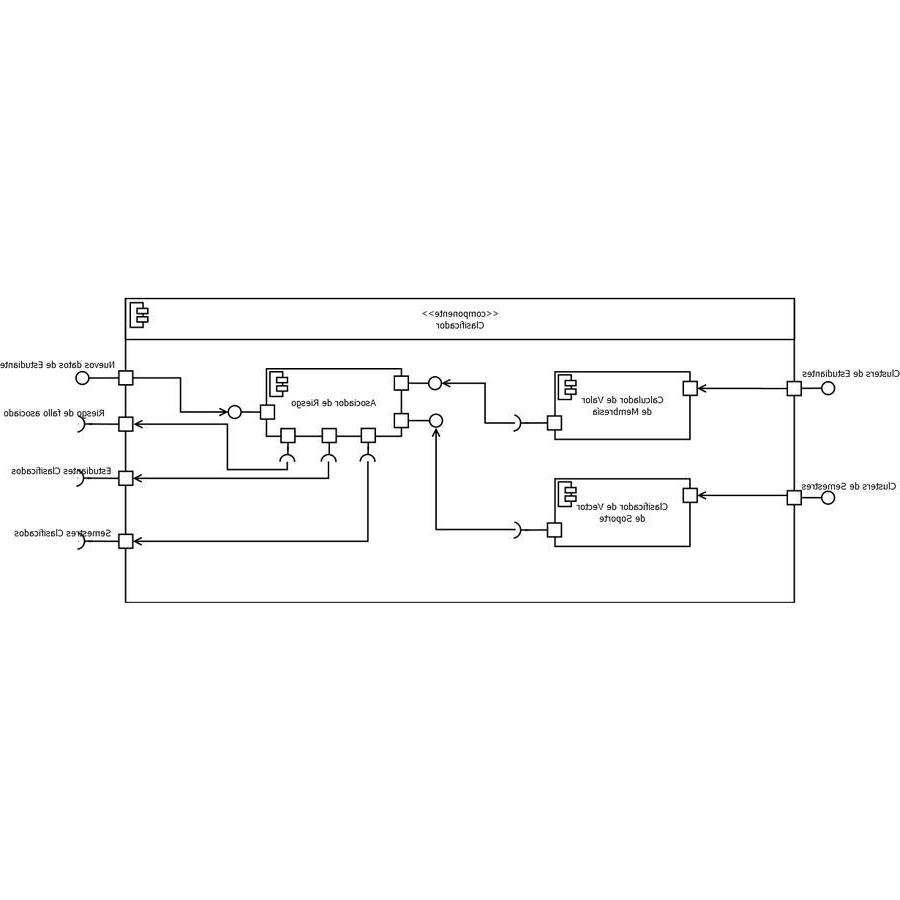 <<componente>>
Clasificador
Nuevos datos de Estudiante
Riesgo de fallo asociado
Estudiantes Clasificados
Semestres Clasificados
Asociador de Riesgo
Calculador de Valor
de Membresía
Clasificador de Vector
de Soporte
Clusters de Estudiantes
Clusters de Semestres